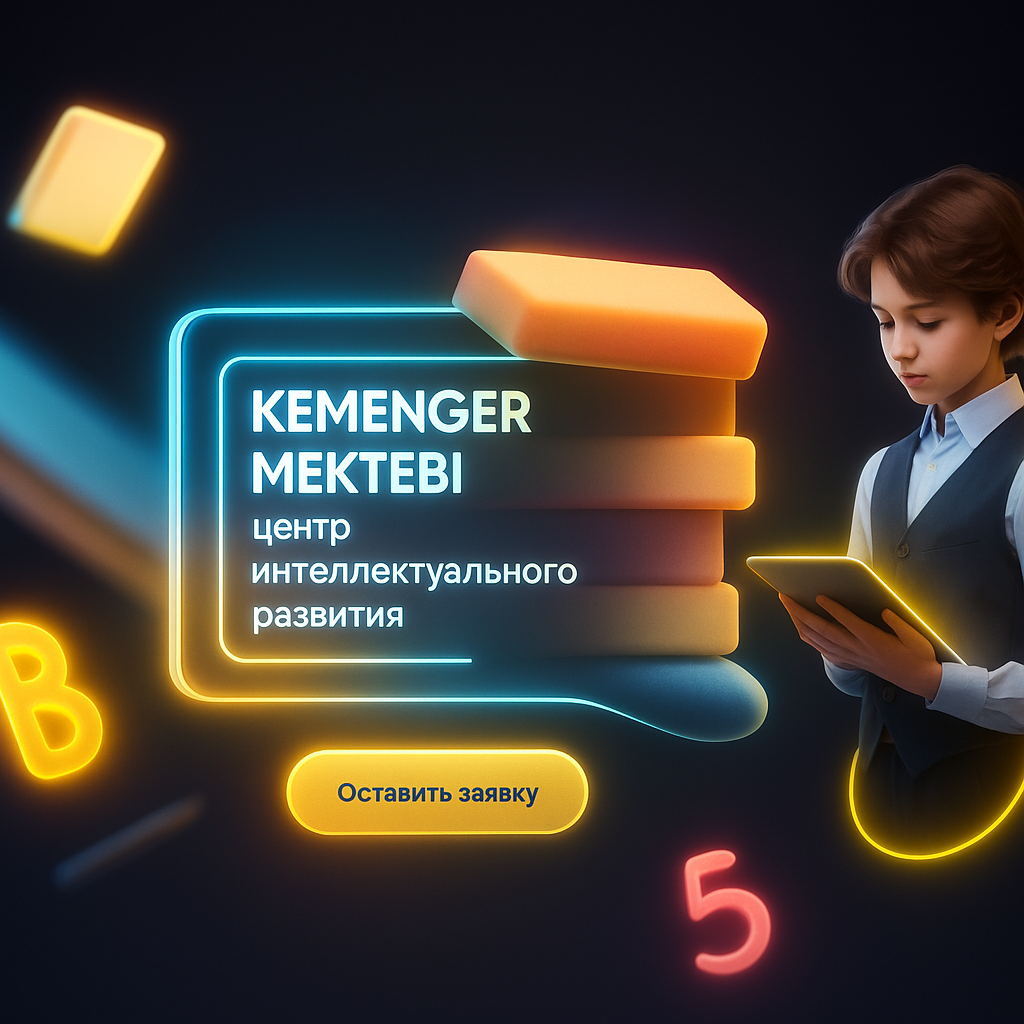 KEMENGER
MEKTEBI
центр
интеллектуального
развития
B
Оставить заявку
5